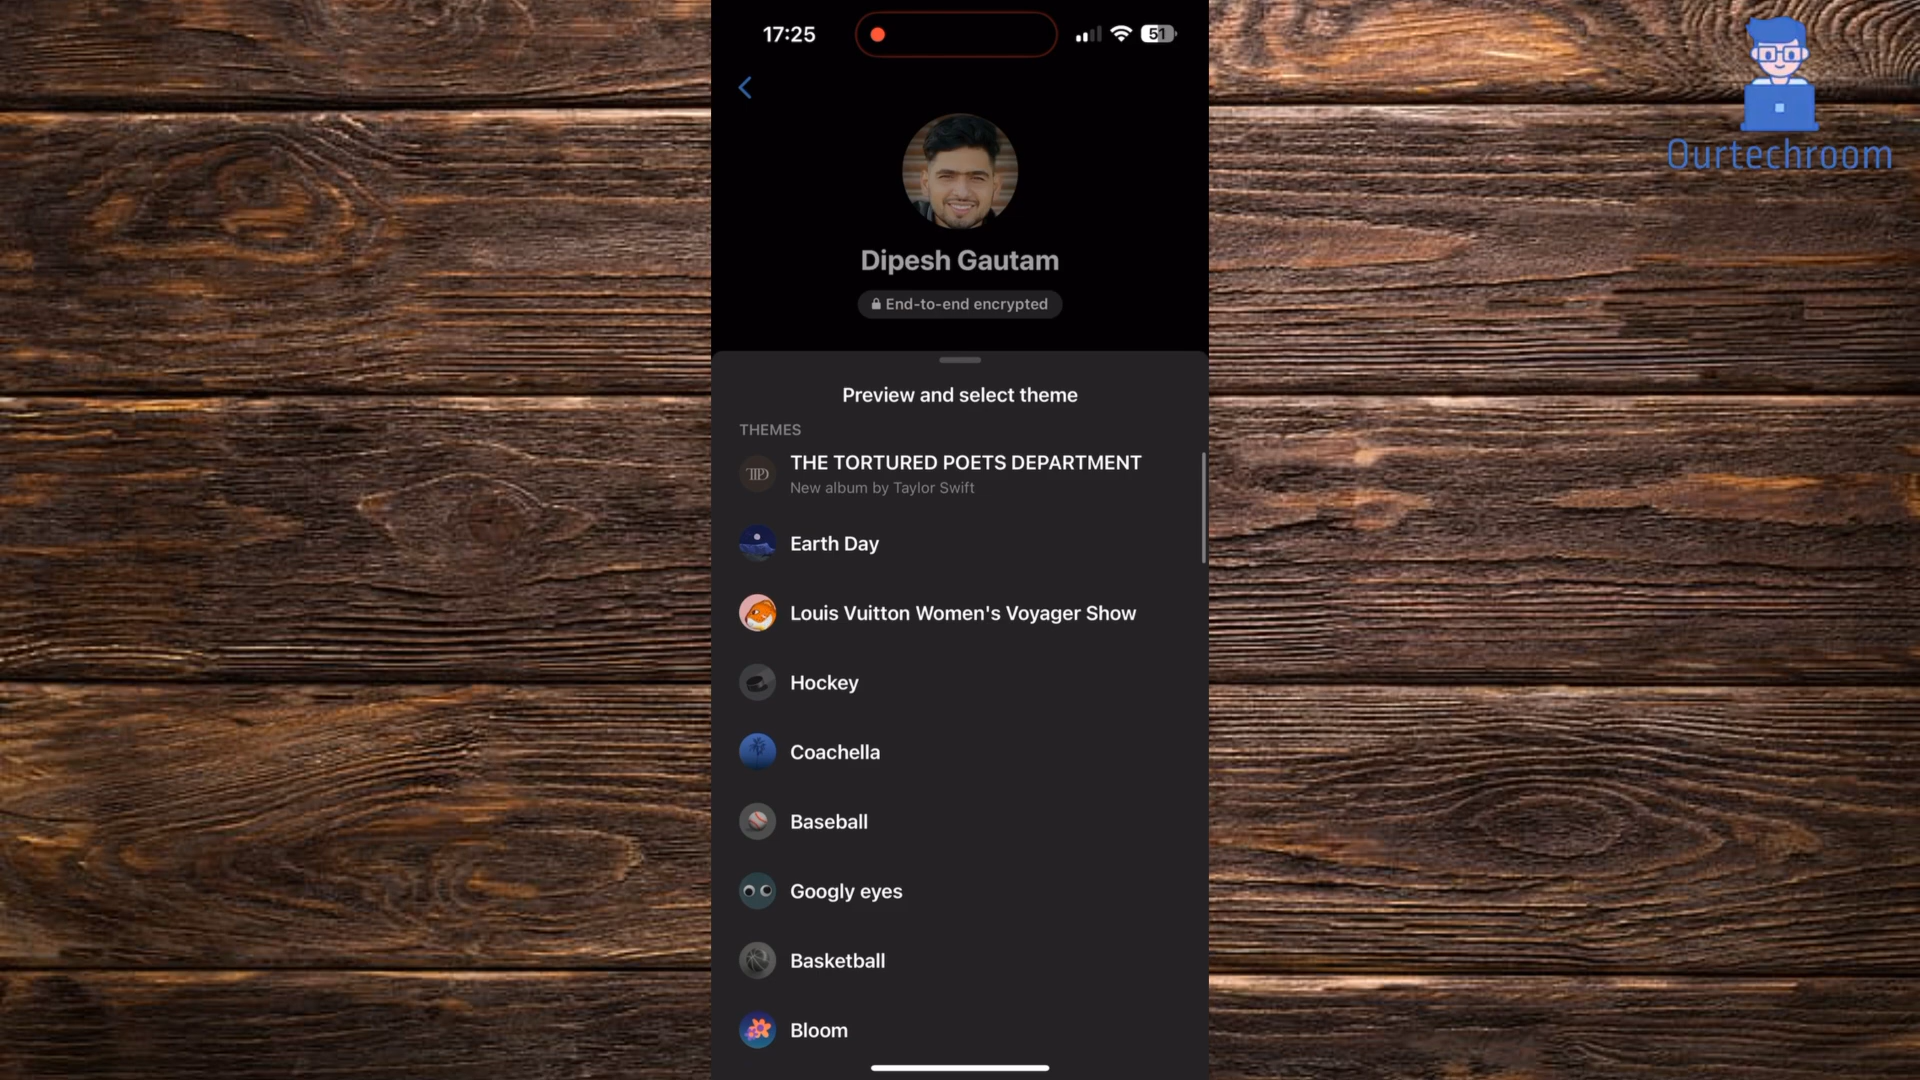 17:25
51
Ourtechroom
Dipesh Gautam
End-to-end encrypted
Preview and select theme
THEMES
TTPD
THE TORTURED POETS DEPARTMENT
New album by Taylor Swift
Earth Day
Louis Vuitton Women's Voyager Show
Hockey
Coachella
Baseball
Googly eyes
Basketball
Bloom